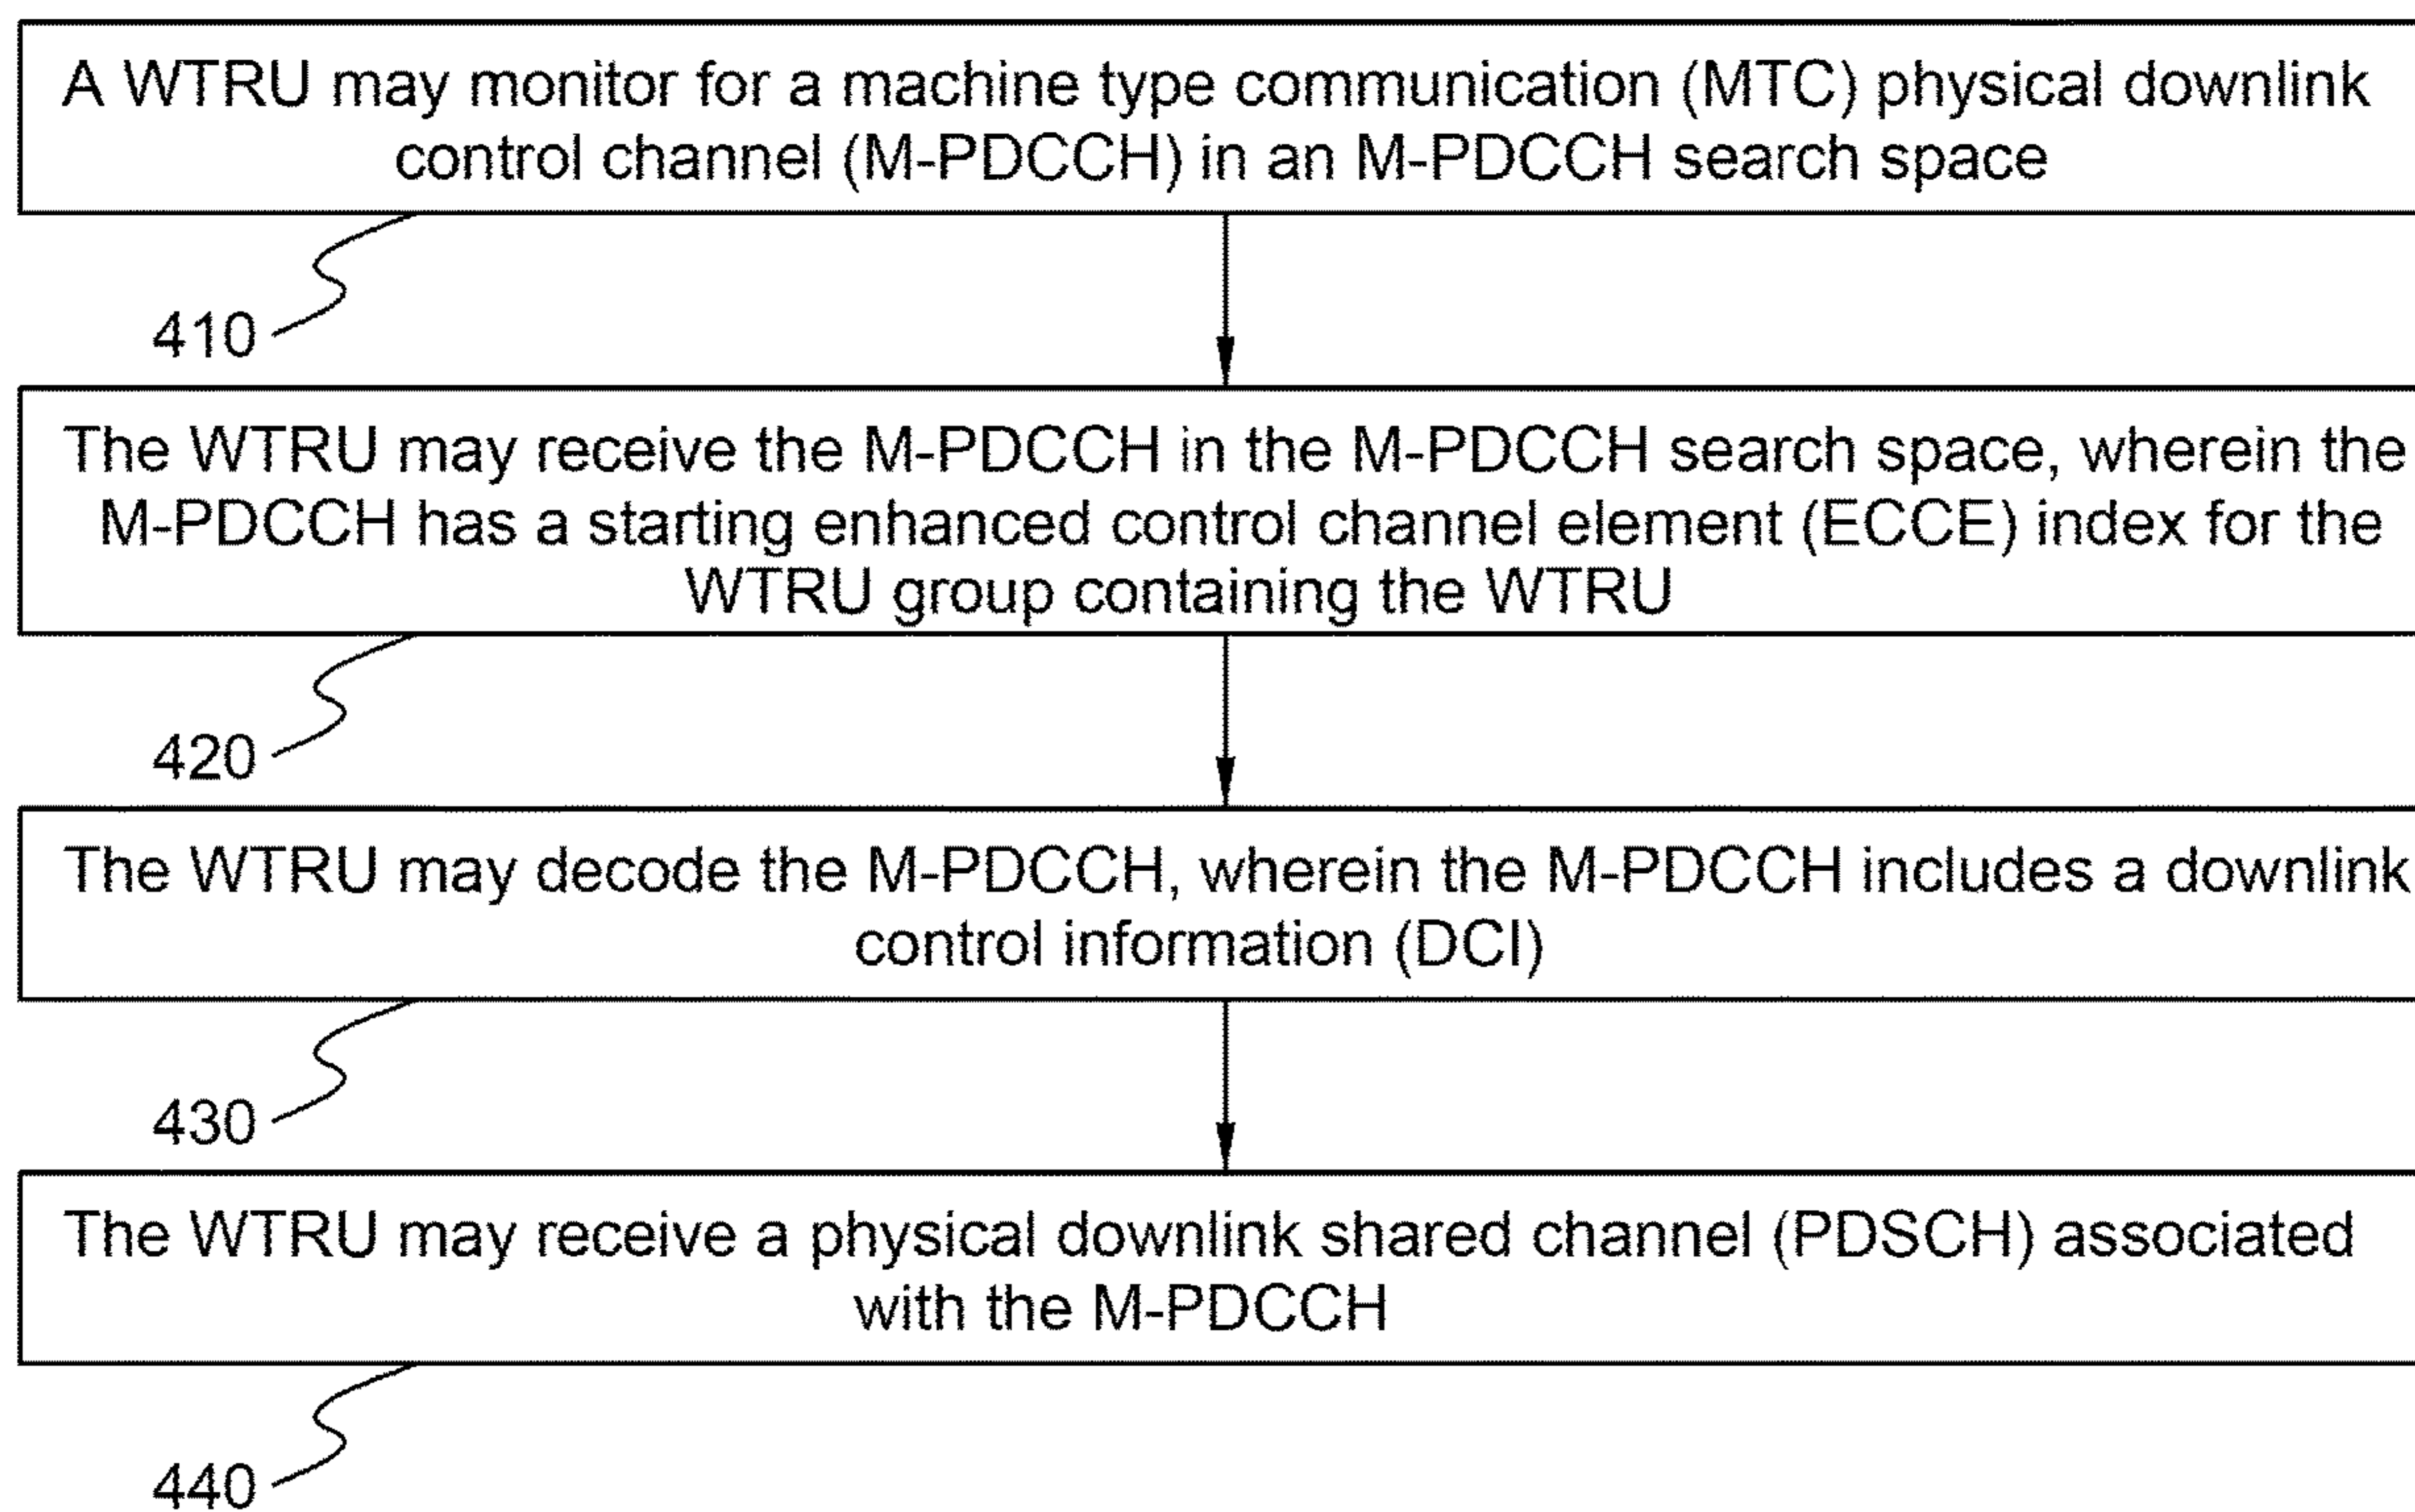 A WTRU may monitor for a machine type communication (MTC) physical downlink
control channel (M-PDCCH) in an M-PDCCH search space
410
The WTRU may receive the M-PDCCH in the M-PDCCH search space, wherein the
M-PDCCH has a starting enhanced control channel element (ECCE) index for the
WTRU group containing the WTRU
420
The WTRU may decode the M-PDCCH, wherein the M-PDCCH includes a downlink
control information (DCI)
430
The WTRU may receive a physical downlink shared channel (PDSCH) associated
with the M-PDCCH
440